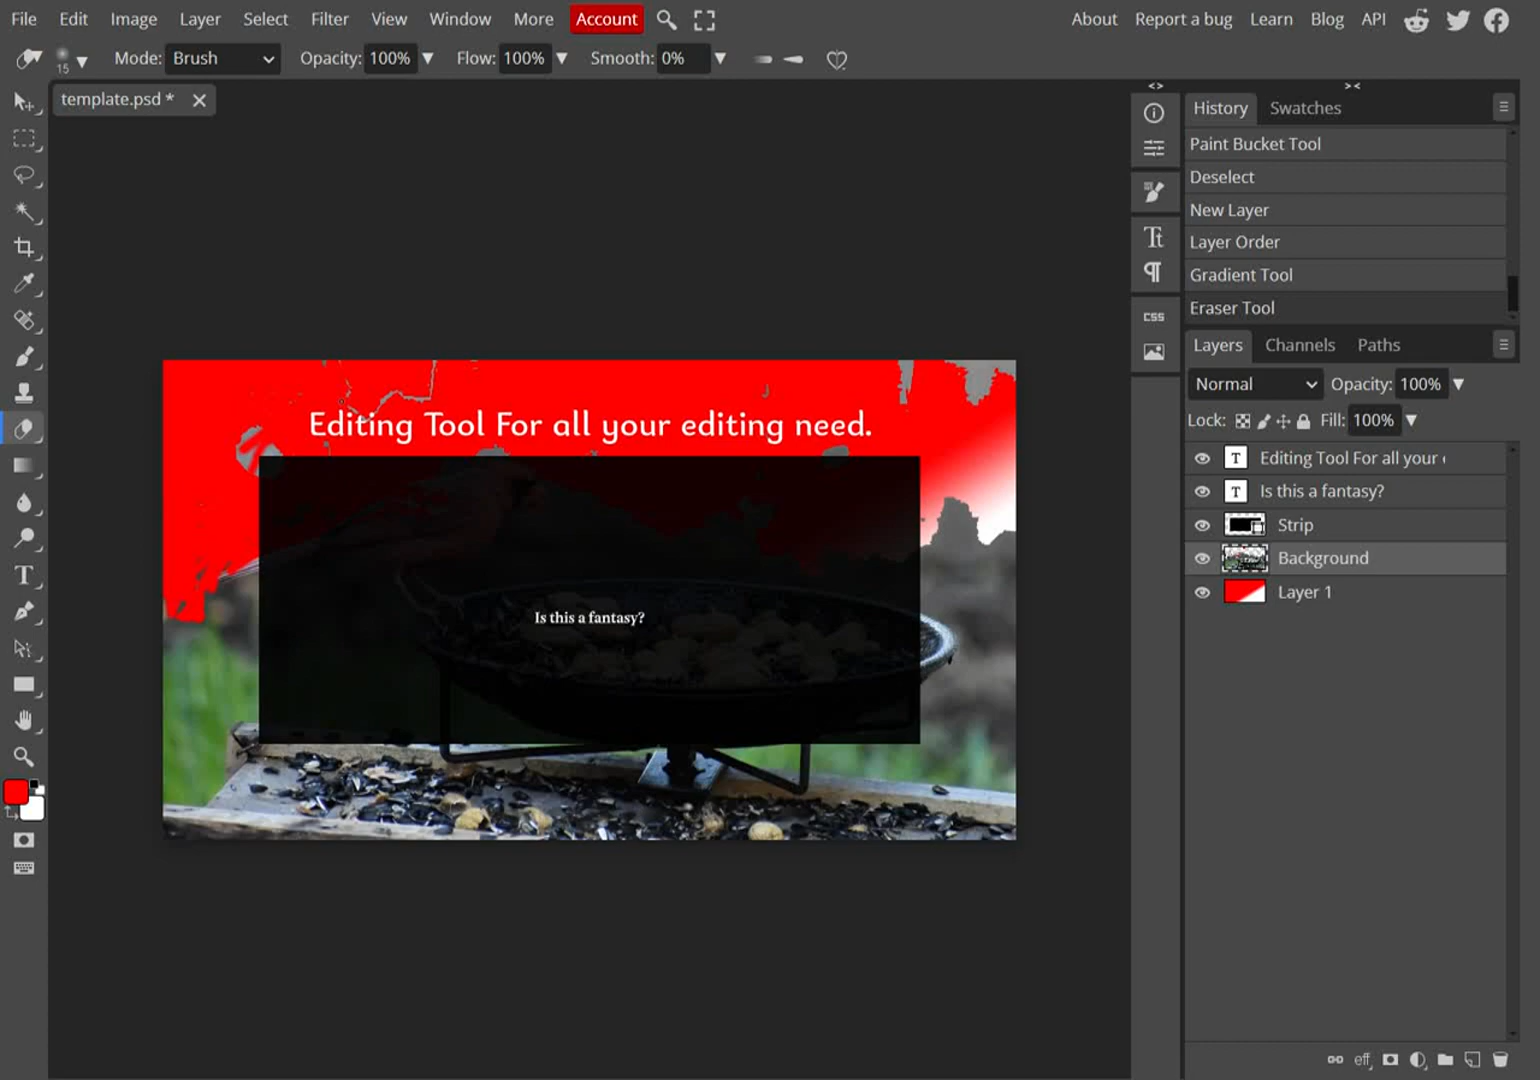 File Edit Image Layer Select Filter View Window More Account About Report a bug Learn Blog API
15 Mode: Brush Opacity: 100% Flow: 100% Smooth: 0%
template.psd *
History Swatches
Paint Bucket Tool
Deselect
New Layer
Layer Order
Gradient Tool
Eraser Tool
CSS
Layers Channels Paths
Normal Opacity: 100%
Lock: Fill: 100%
T Editing Tool For all your
T Is this a fantasy?
Strip
Background
Layer 1
eff
Editing Tool For all your editing need.
Is this a fantasy?